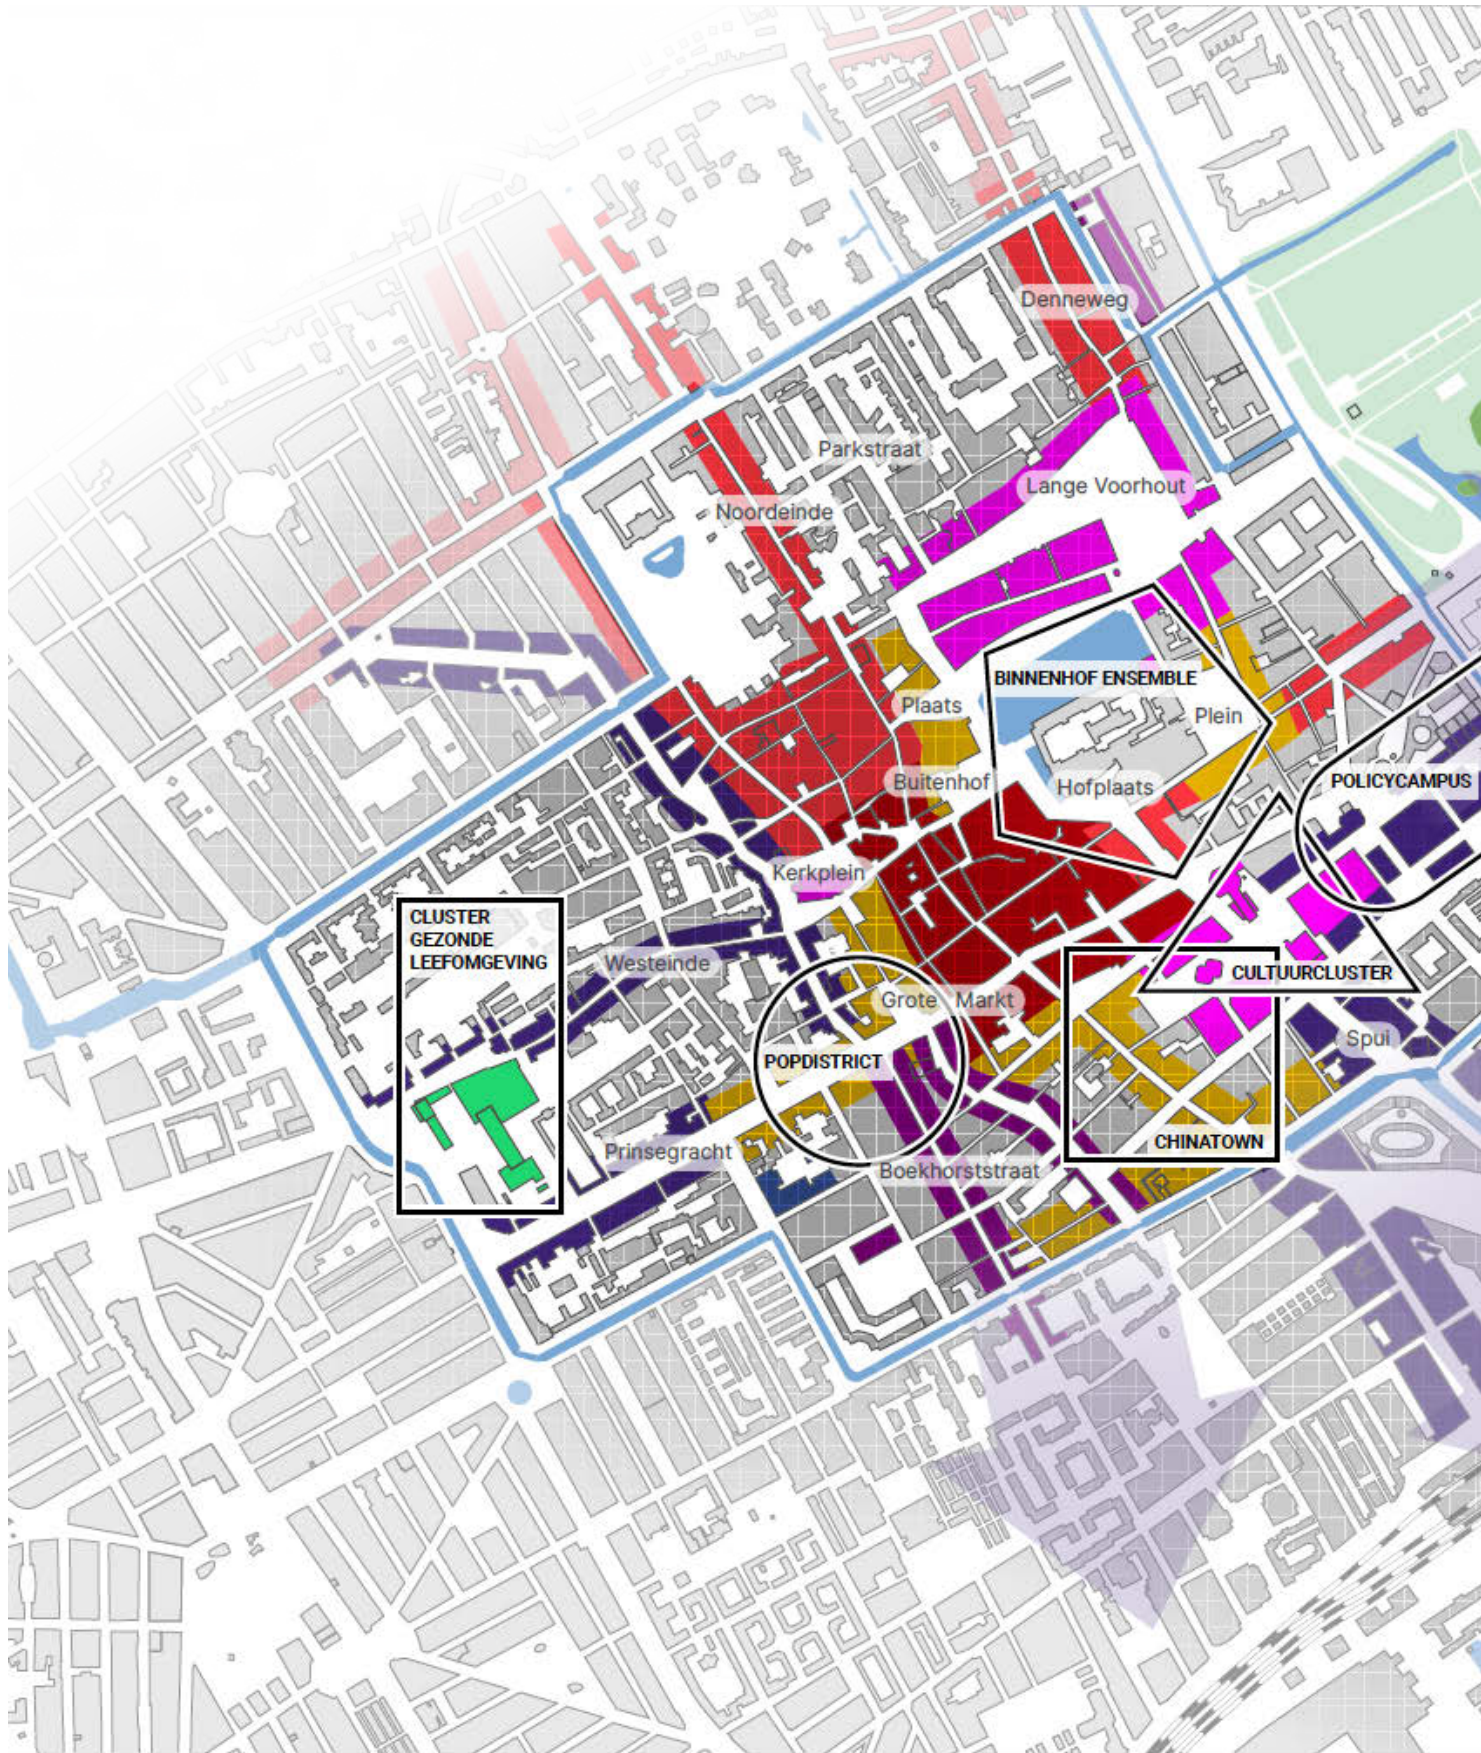 Denneweg
Parkstraat
Lange Voorhout
Noordeinde
BINNENHOF ENSEMBLE
Plaats
Plein
Buitenhof
Hofplaats
POLICYCAMPUS
Kerkplein
CLUSTER
GEZONDE
LEEFOMGEVING
Westeinde
CULTUURCLUSTER
Grote Markt
Spui
POPDISTRICT
CHINATOWN
Prinsegracht
Boekhorststraat